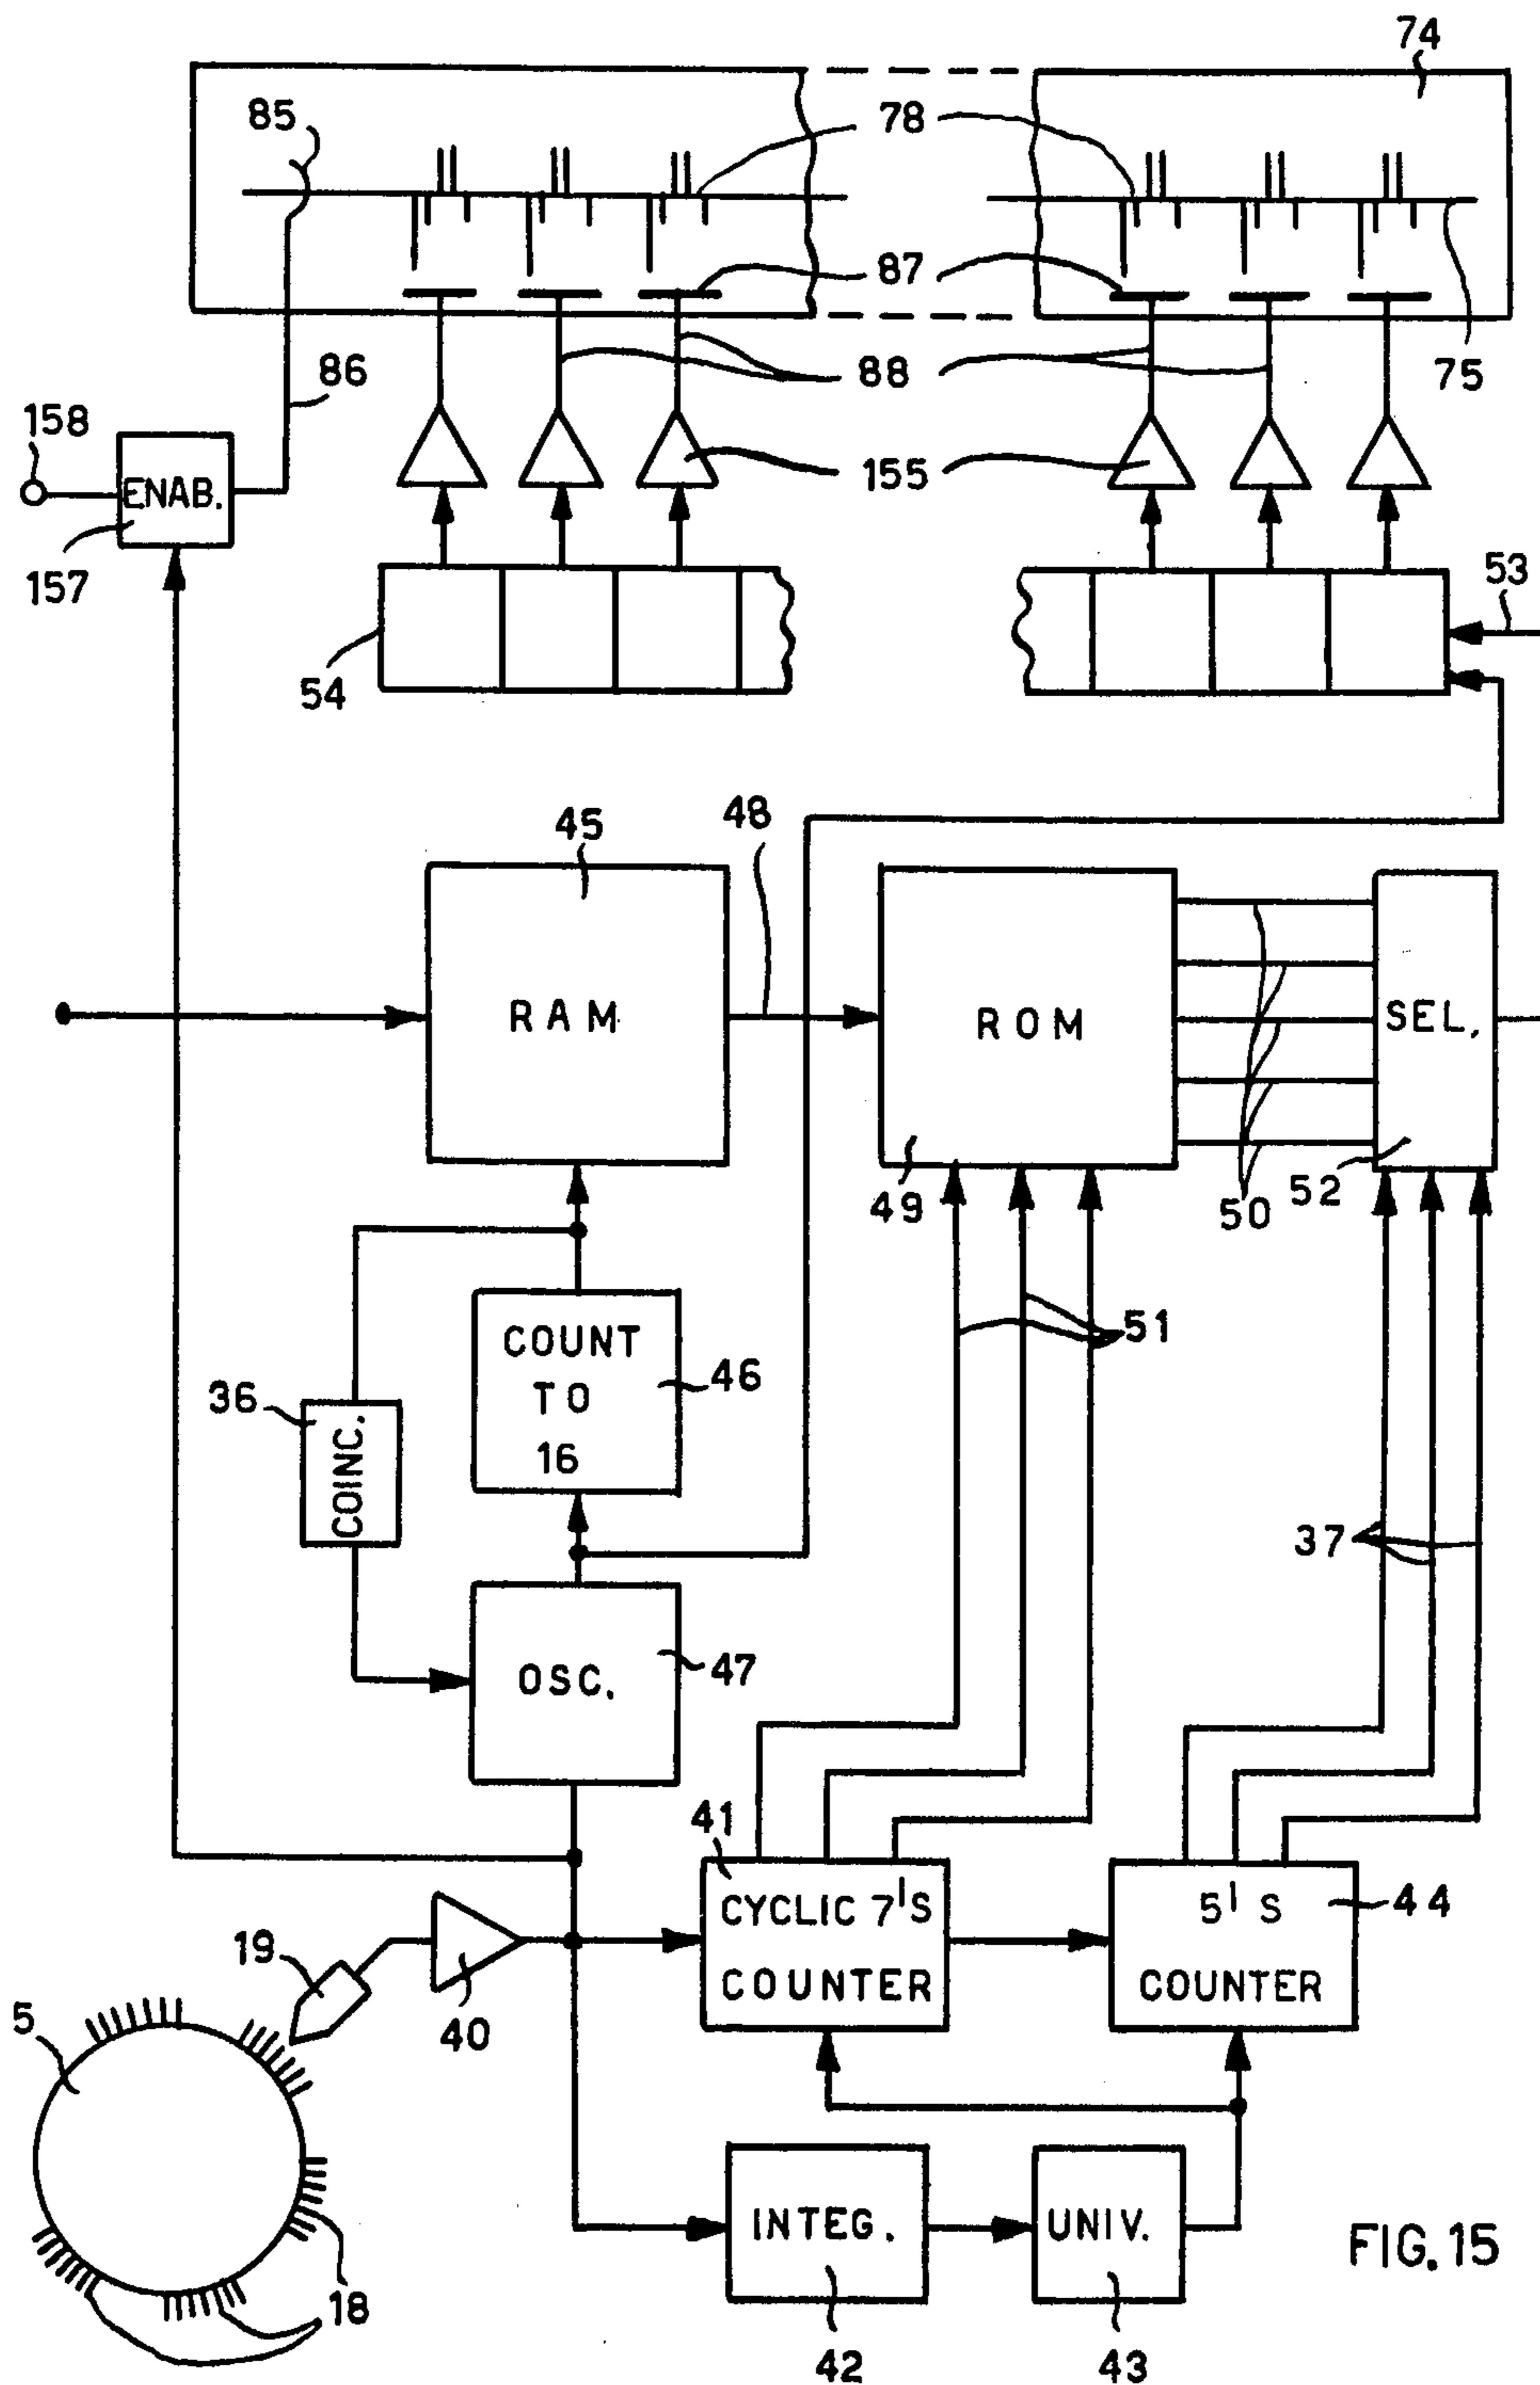 74
85
78
87
86
88
75
158
155
ENAB.
53
157
54
45
48
RAM
ROM
SEL.
49
50
52
51
COUNT
TO
16
46
36
COINC.
37
OSC.
47
41
CYCLIC 7'S
COUNTER
5'S
COUNTER
44
19
40
5
INTEG.
UNIV.
FIG. 15
18
42
43